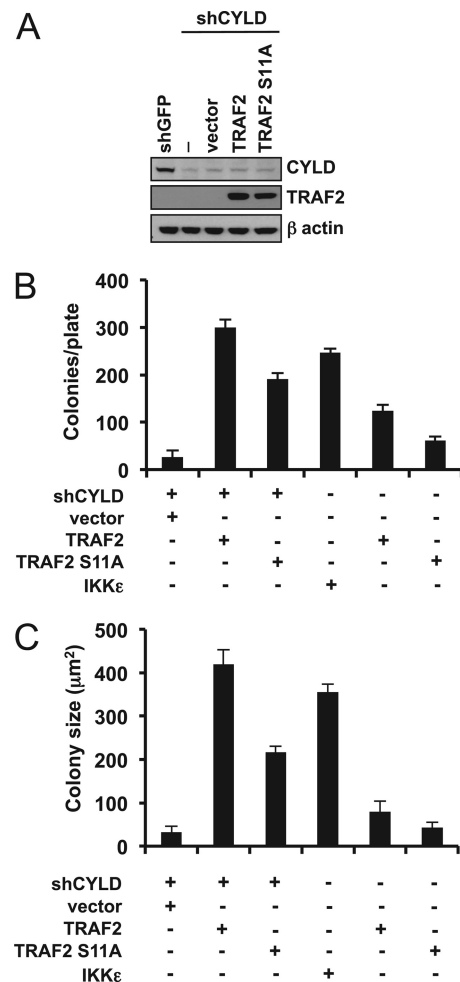 A
shCYLD
shGFP
–
vector
TRAF2
TRAF2 S11A
CYLD
TRAF2
β actin
B
Colonies/plate
400
300
200
100
0
shCYLD + + + - - -
vector + - - - - -
TRAF2 - + - - + -
TRAF2 S11A - - + - - +
IKKε - - - + - -
C
Colony size (μm²)
500
400
300
200
100
0
shCYLD + + + - - -
vector + - - - - -
TRAF2 - + - - + -
TRAF2 S11A - - + - - +
IKKε - - - + - -